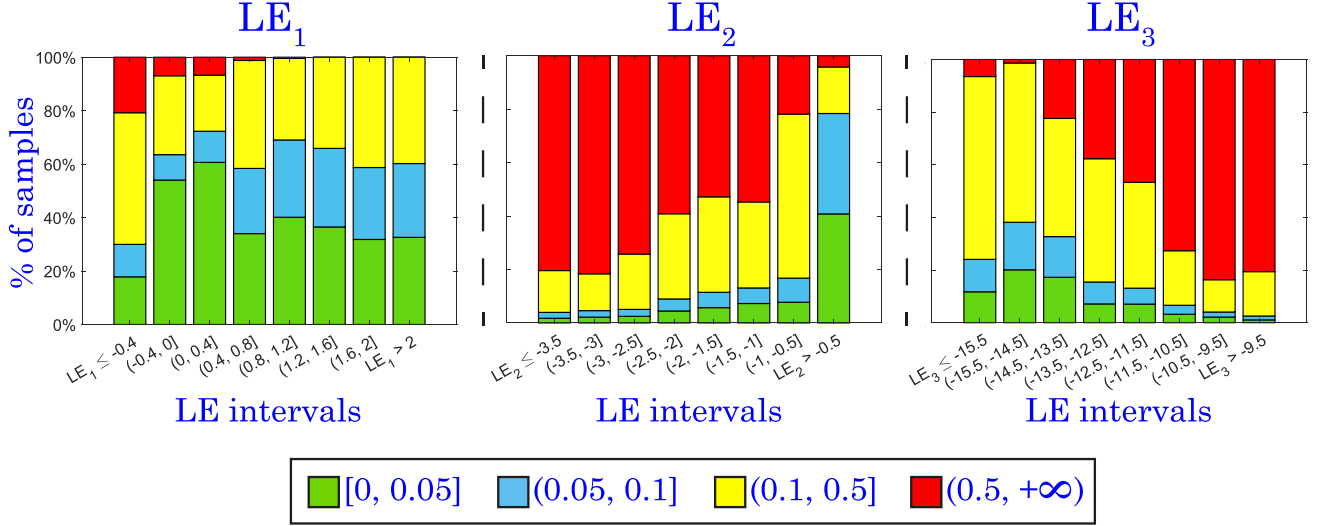 LE₁
LE₂
LE₃
% of samples
100%
80%
60%
40%
20%
0%
LE₁ ≤ -0.4
(-0.4, 0]
(0, 0.4]
(0.4, 0.8]
(0.8, 1.2]
(1.2, 1.6]
(1.6, 2]
LE₁ > 2
LE₂ ≤ -3.5
(-3.5, -3]
(-3, -2.5]
(-2.5, -2]
(-2, -1.5]
(-1.5, -1]
(-1, -0.5]
LE₂ > -0.5
LE₃ ≤ -15.5
(-15.5, -14.5]
(-14.5, -13.5]
(-13.5, -12.5]
(-12.5, -11.5]
(-11.5, -10.5]
(-10.5, -9.5]
LE₃ > -9.5
LE intervals
LE intervals
LE intervals
[0, 0.05]
(0.05, 0.1]
(0.1, 0.5]
(0.5, +∞)